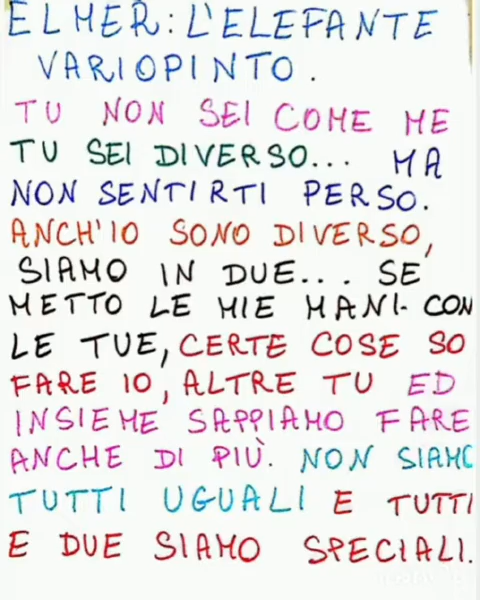 ELMER: L'ELEFANTE
VARIOPINTO.
TU NON SEI COME ME
TU SEI DIVERSO... MA
NON SENTIRTI PERSO.
ANCH'IO SONO DIVERSO,
SIAMO IN DUE... SE
METTO LE MIE MANI CON
LE TUE, CERTE COSE SO
FARE IO, ALTRE TU ED
INSIEME SAPPIAMO FARE
ANCHE DI PIÙ. NON SIAMO
TUTTI UGUALI E TUTTI
E DUE SIAMO SPECIALI.